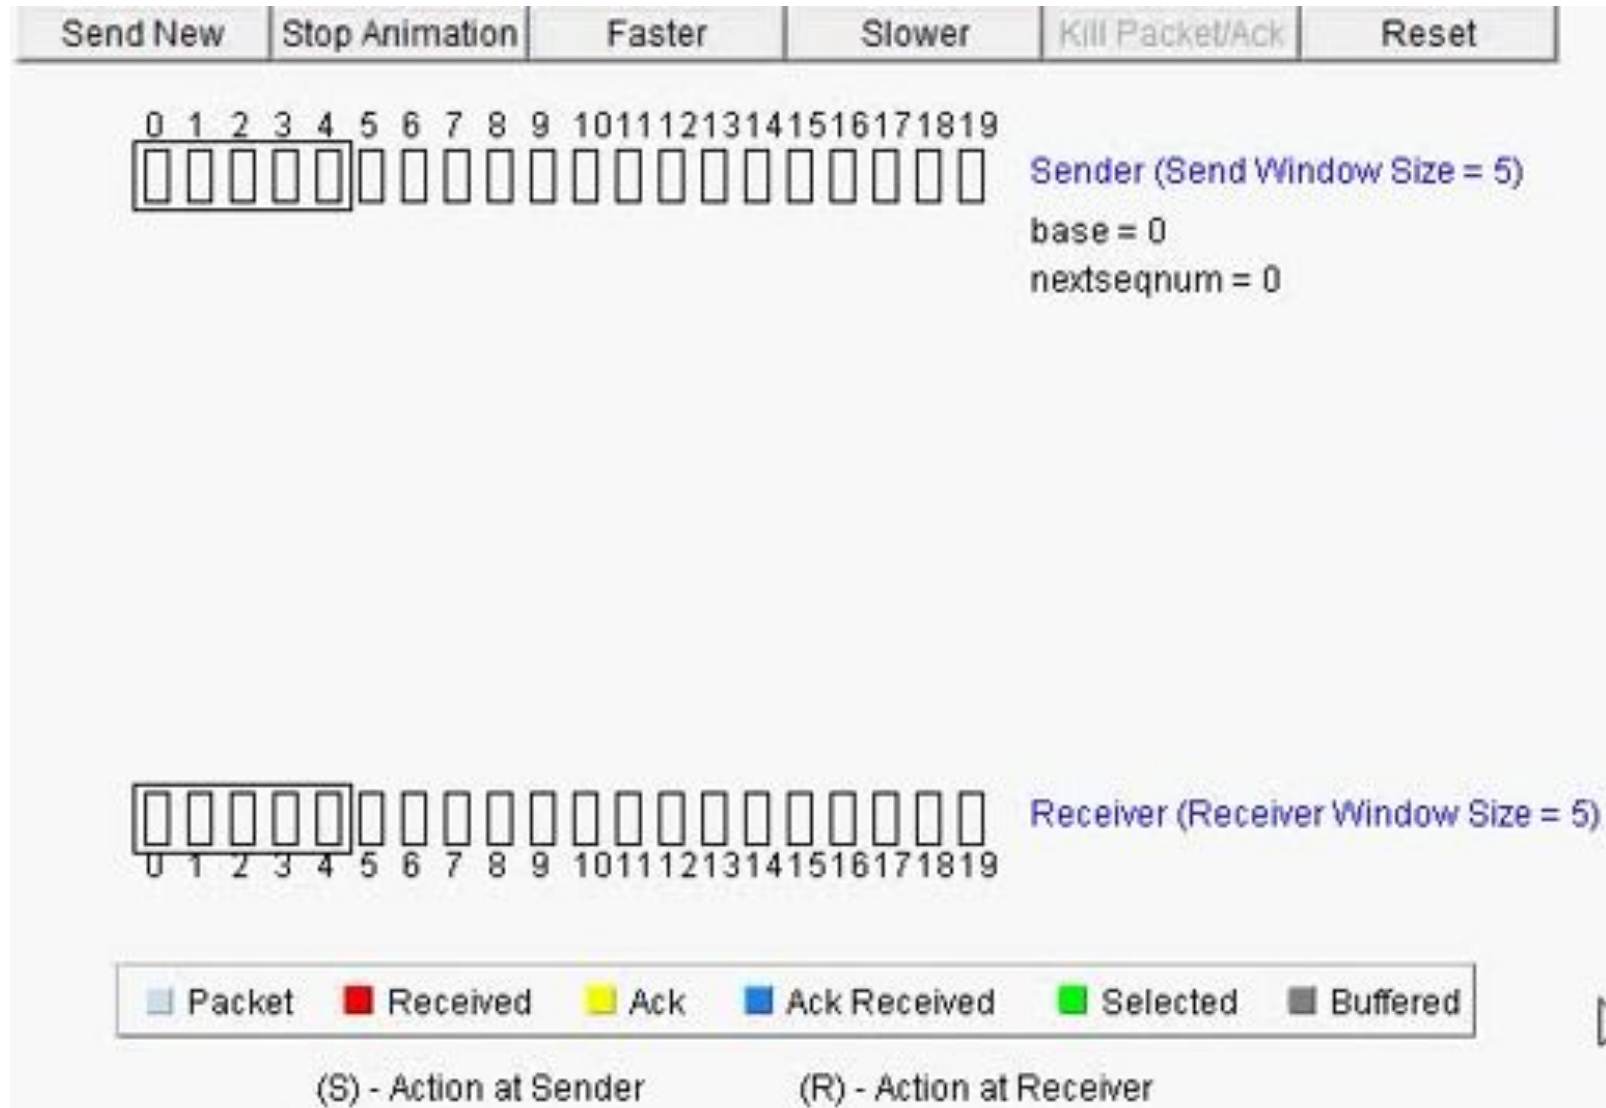 Send New Stop Animation Faster Slower Kill Packet/Ack Reset
0 1 2 3 4 5 6 7 8 9 10 11 12 13 14 15 16 17 18 19
Sender (Send Window Size = 5)
base = 0
nextseqnum = 0
Receiver (Receiver Window Size = 5)
0 1 2 3 4 5 6 7 8 9 10 11 12 13 14 15 16 17 18 19
Packet Received Ack Ack Received Selected Buffered
(S) - Action at Sender (R) - Action at Receiver